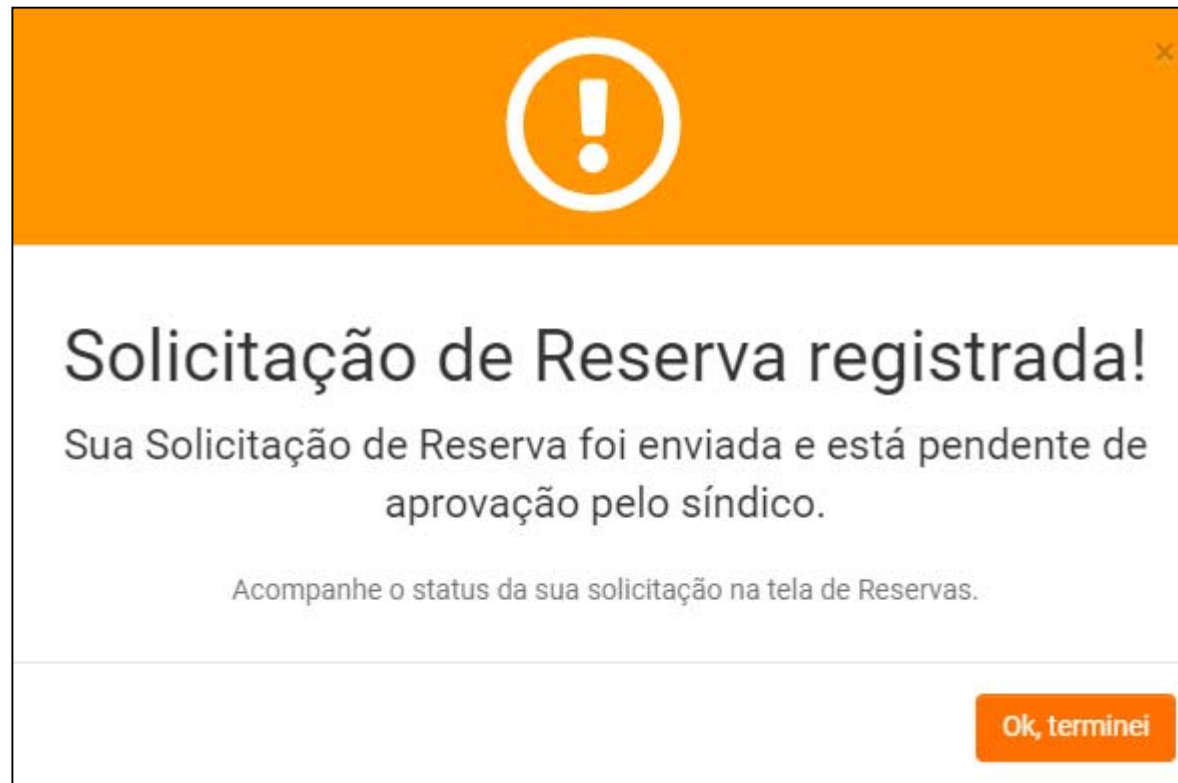 ×
Solicitação de Reserva registrada!
Sua Solicitação de Reserva foi enviada e está pendente de
aprovação pelo síndico.
Acompanhe o status da sua solicitação na tela de Reservas.
Ok, terminei